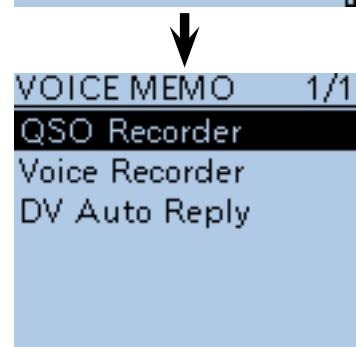 VOICE MEMO 1/1
QSO Recorder
Voice Recorder
DV Auto Reply